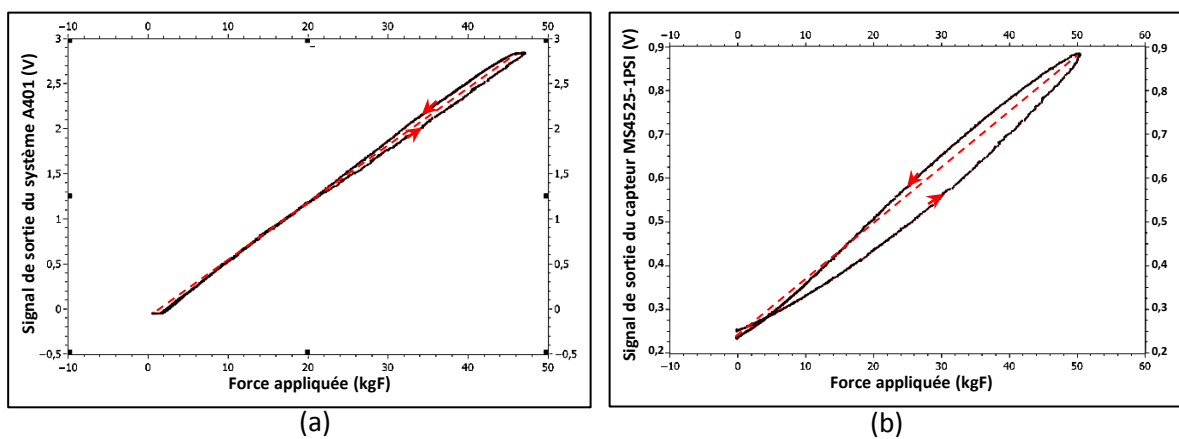 −10 0 10 20 30 40 50
3 3
2,5 2,5
2 2
1,5 1,5
1 1
0,5 0,5
0 0
−0,5 −0,5
−10 0 10 20 30 40 50
Signal de sortie du système A401 (V)
Force appliquée (kgF)
(a)
−10 0 10 20 30 40 50 60
0,9 0,9
0,8 0,8
0,7 0,7
0,6 0,6
0,5 0,5
0,4 0,4
0,3 0,3
0,2 0,2
−10 0 10 20 30 40 50 60
Signal de sortie du capteur MS4525-1PSI (V)
Force appliquée (kgF)
(b)